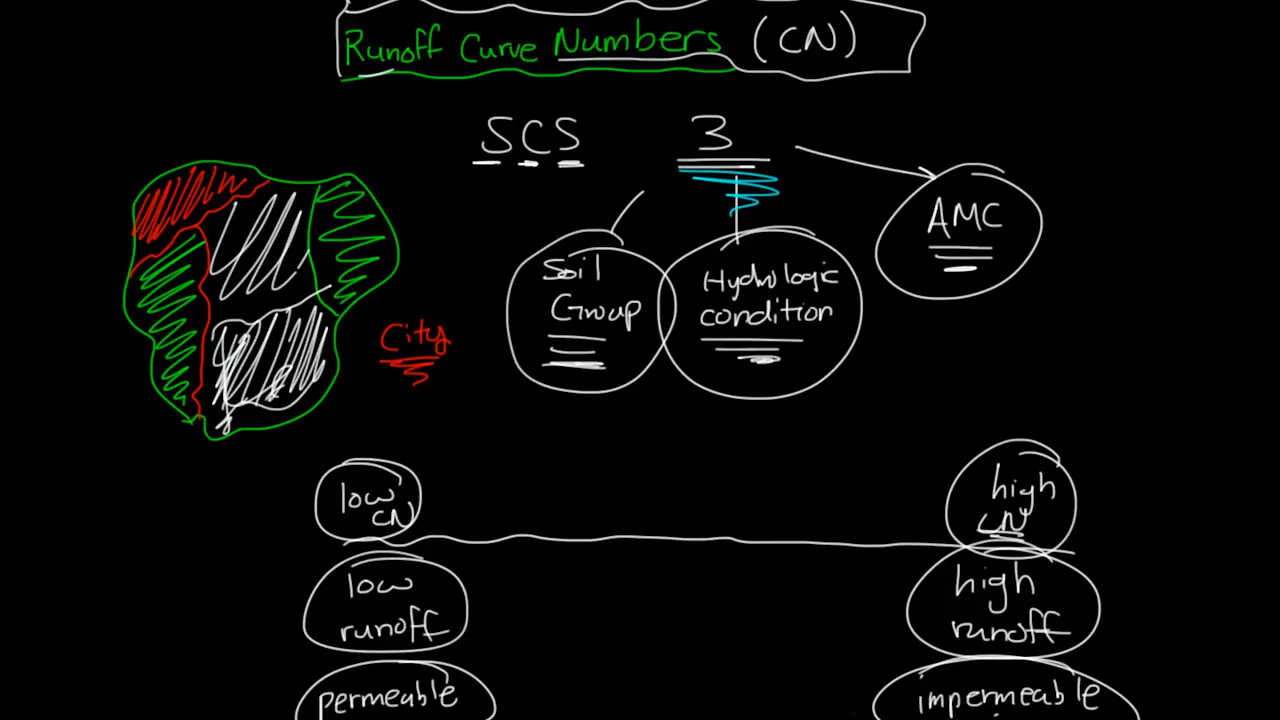 Runoff Curve Numbers (CN)
SCS 3
AMC
Soil
Group
Hydrologic
condition
City
low
CN
high
CN
low
runoff
high
runoff
permeable
impermeable